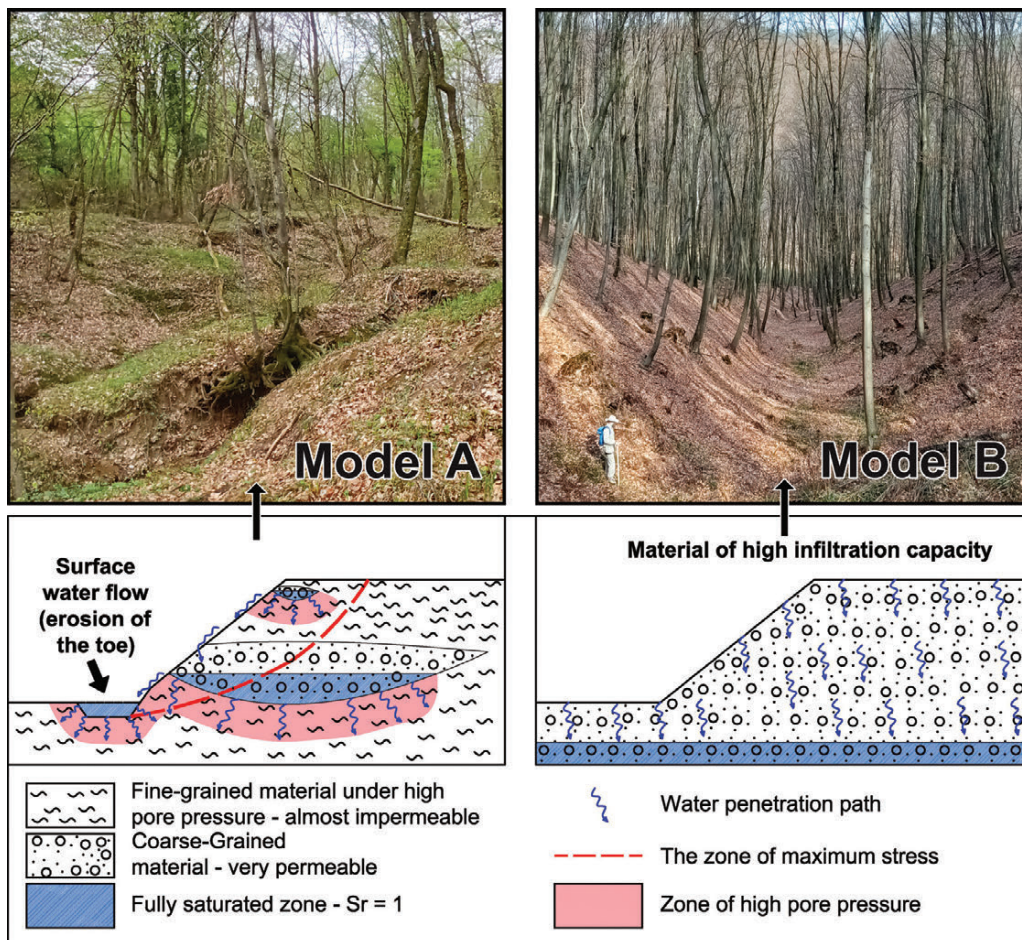 Model A
Model B
Surface
water flow
(erosion of
the toe)
Material of high infiltration capacity
Fine-grained material under high
pore pressure - almost impermeable
Coarse-Grained
material - very permeable
Fully saturated zone - Sr = 1
Water penetration path
The zone of maximum stress
Zone of high pore pressure